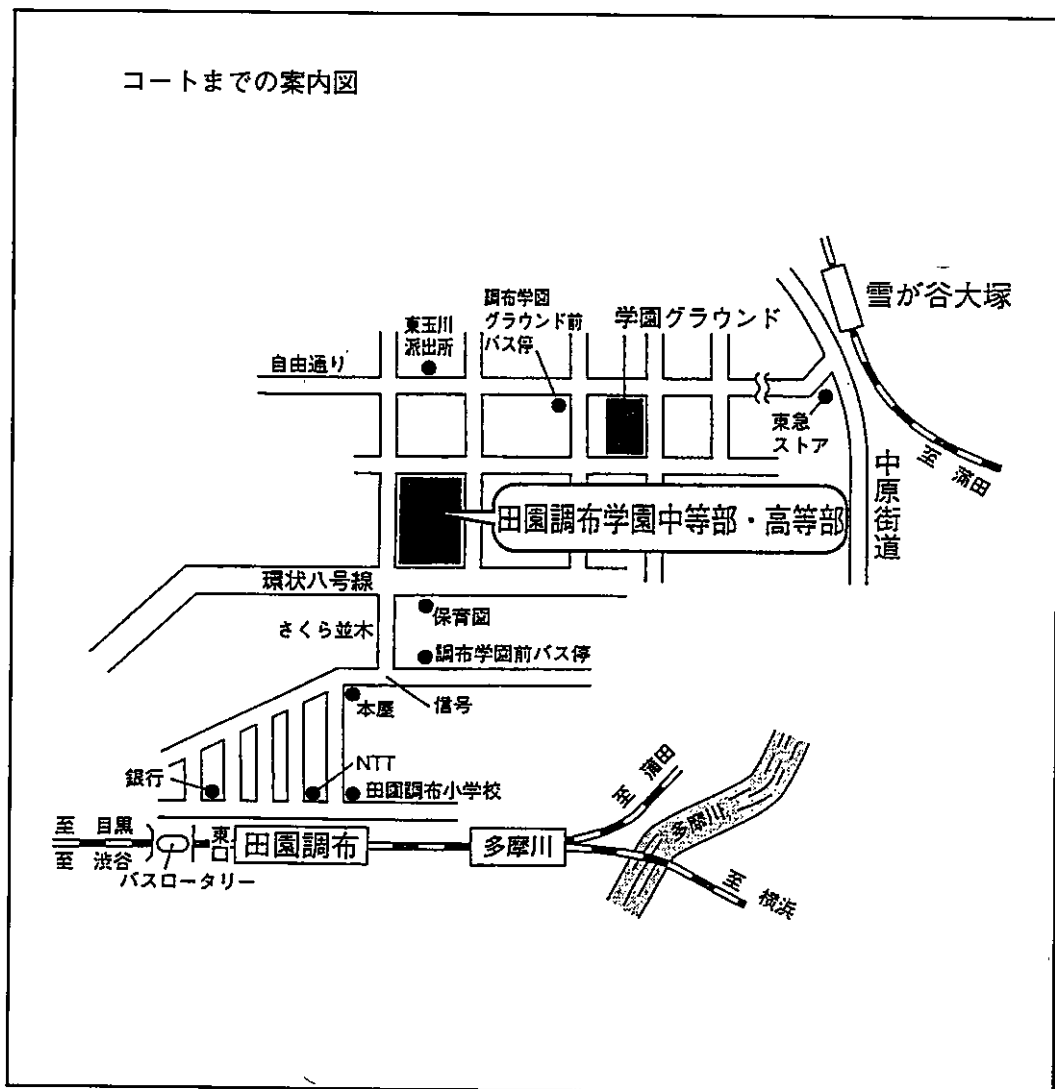 コートまでの案内図
雪が谷大塚
調布学園
グラウンド前
バス停
学園グラウンド
東玉川
派出所
自由通り
東急
ストア
至 蒲田
中原街道
田園調布学園中等部・高等部
環状八号線
保育園
さくら並木
調布学園前バス停
信号
本屋
NTT
銀行
田園調布小学校
至 蒲田
多摩川
至 目黒
至 渋谷
東口
田園調布
多摩川
バスロータリー
至 横浜